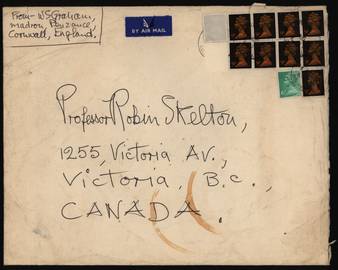 From - W S Graham,
Madron, Penzance,
Cornwall, England.
BY AIR MAIL
Professor Robin Skelton,
1255, Victoria Av.,
Victoria, B.C.,
CANADA.